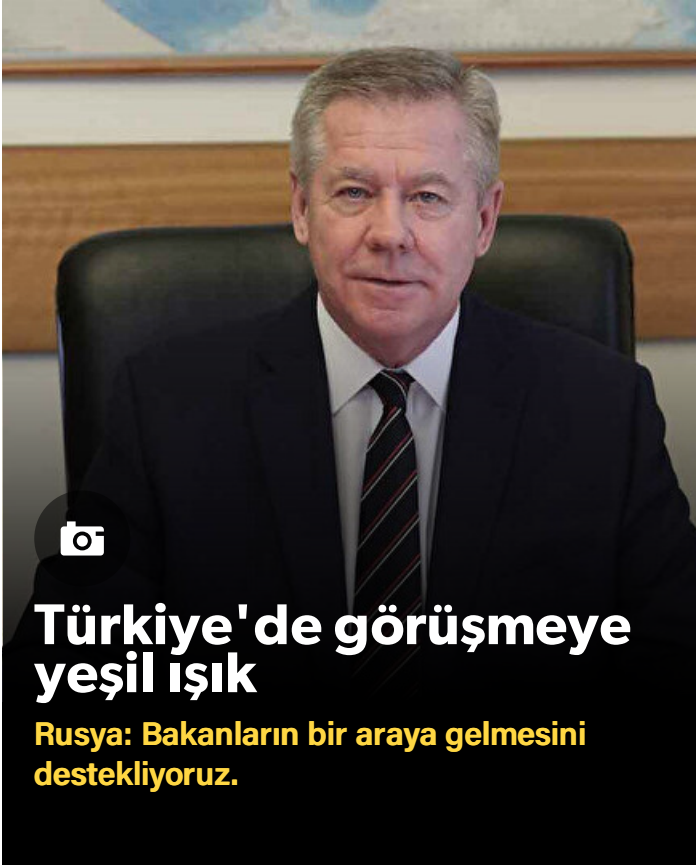 Türkiye'de görüşmeye
yeşil ışık
Rusya: Bakanların bir araya gelmesini
destekliyoruz.